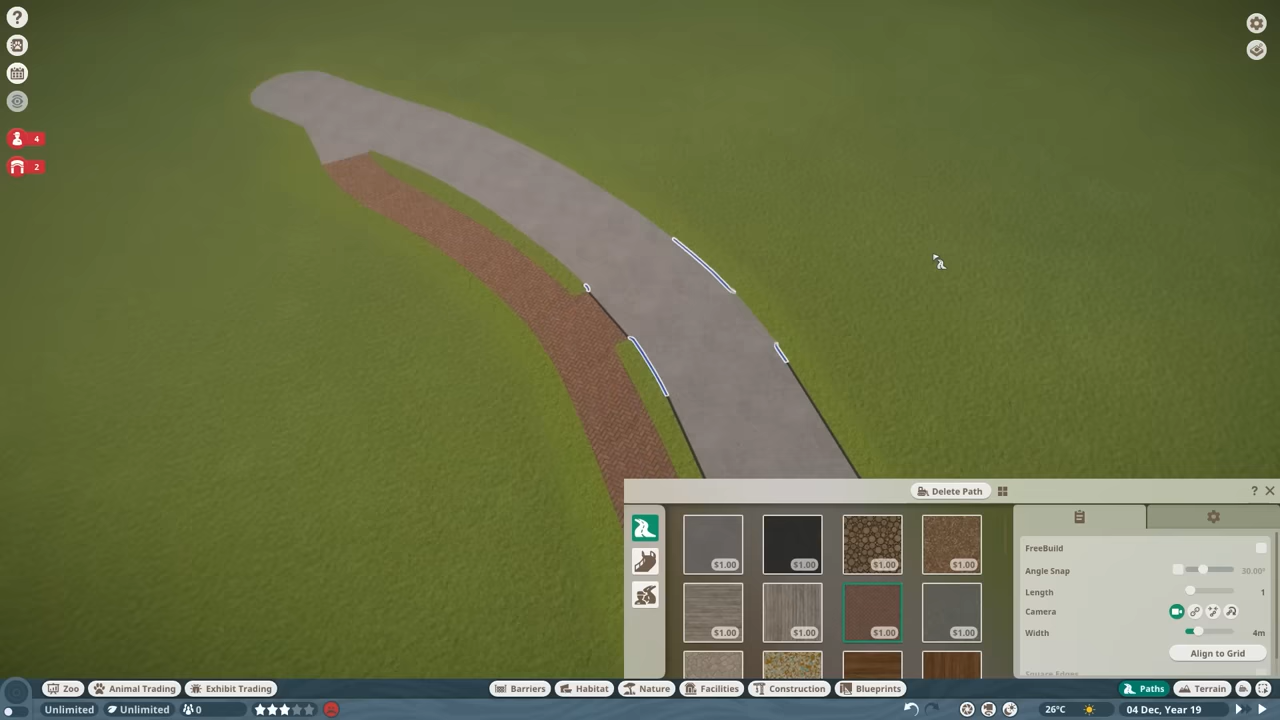 ?
4
2
Delete Path
?
$1.00 $1.00 $1.00 $1.00
$1.00 $1.00 $1.00 $1.00
FreeBuild
Angle Snap 30.00°
Length 1
Camera
Width 4m
Align to Grid
Square Edges
Zoo Animal Trading Exhibit Trading Barriers Habitat Nature Facilities Construction Blueprints Paths Terrain
Unlimited Unlimited 0 26°C 04 Dec, Year 19